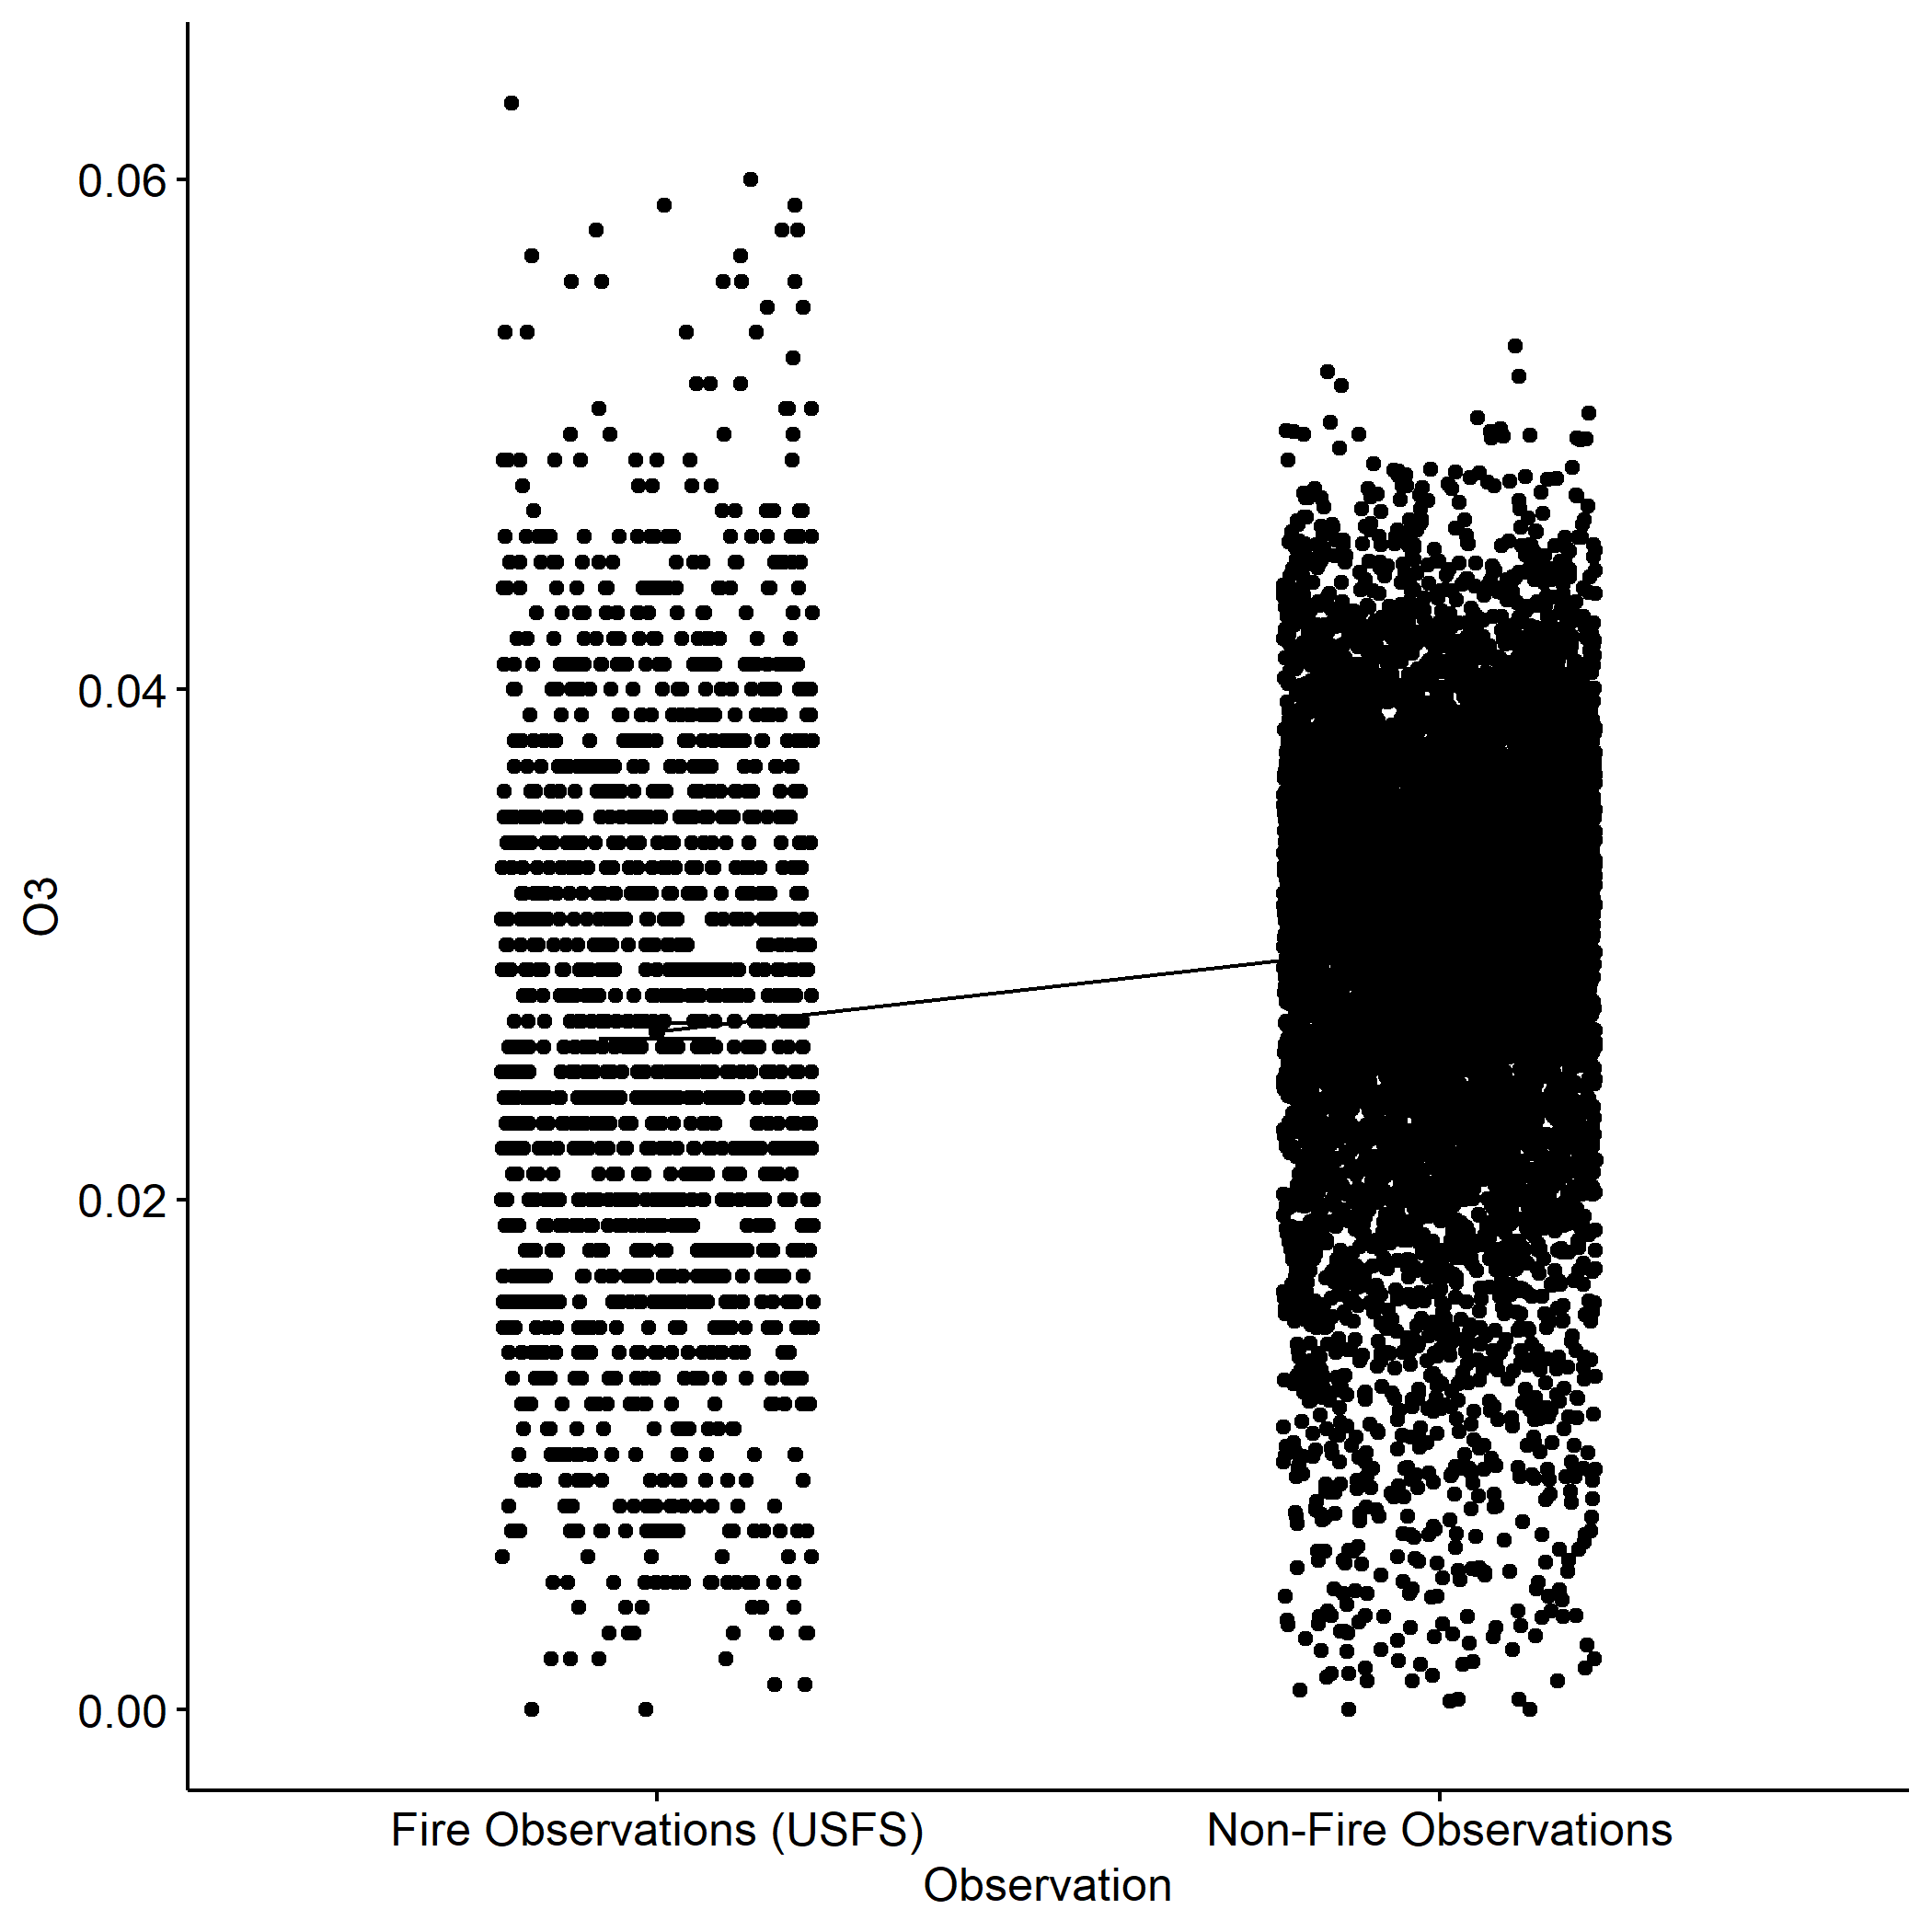 0.06
0.04
O3
0.02
0.00
Fire Observations (USFS)
Non-Fire Observations
Observation